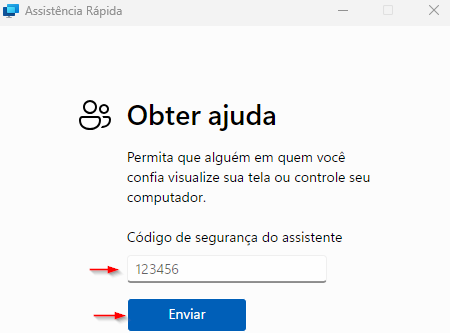 Assistência Rápida
Obter ajuda
Permita que alguém em quem você
confia visualize sua tela ou controle seu
computador.
Código de segurança do assistente
123456
Enviar